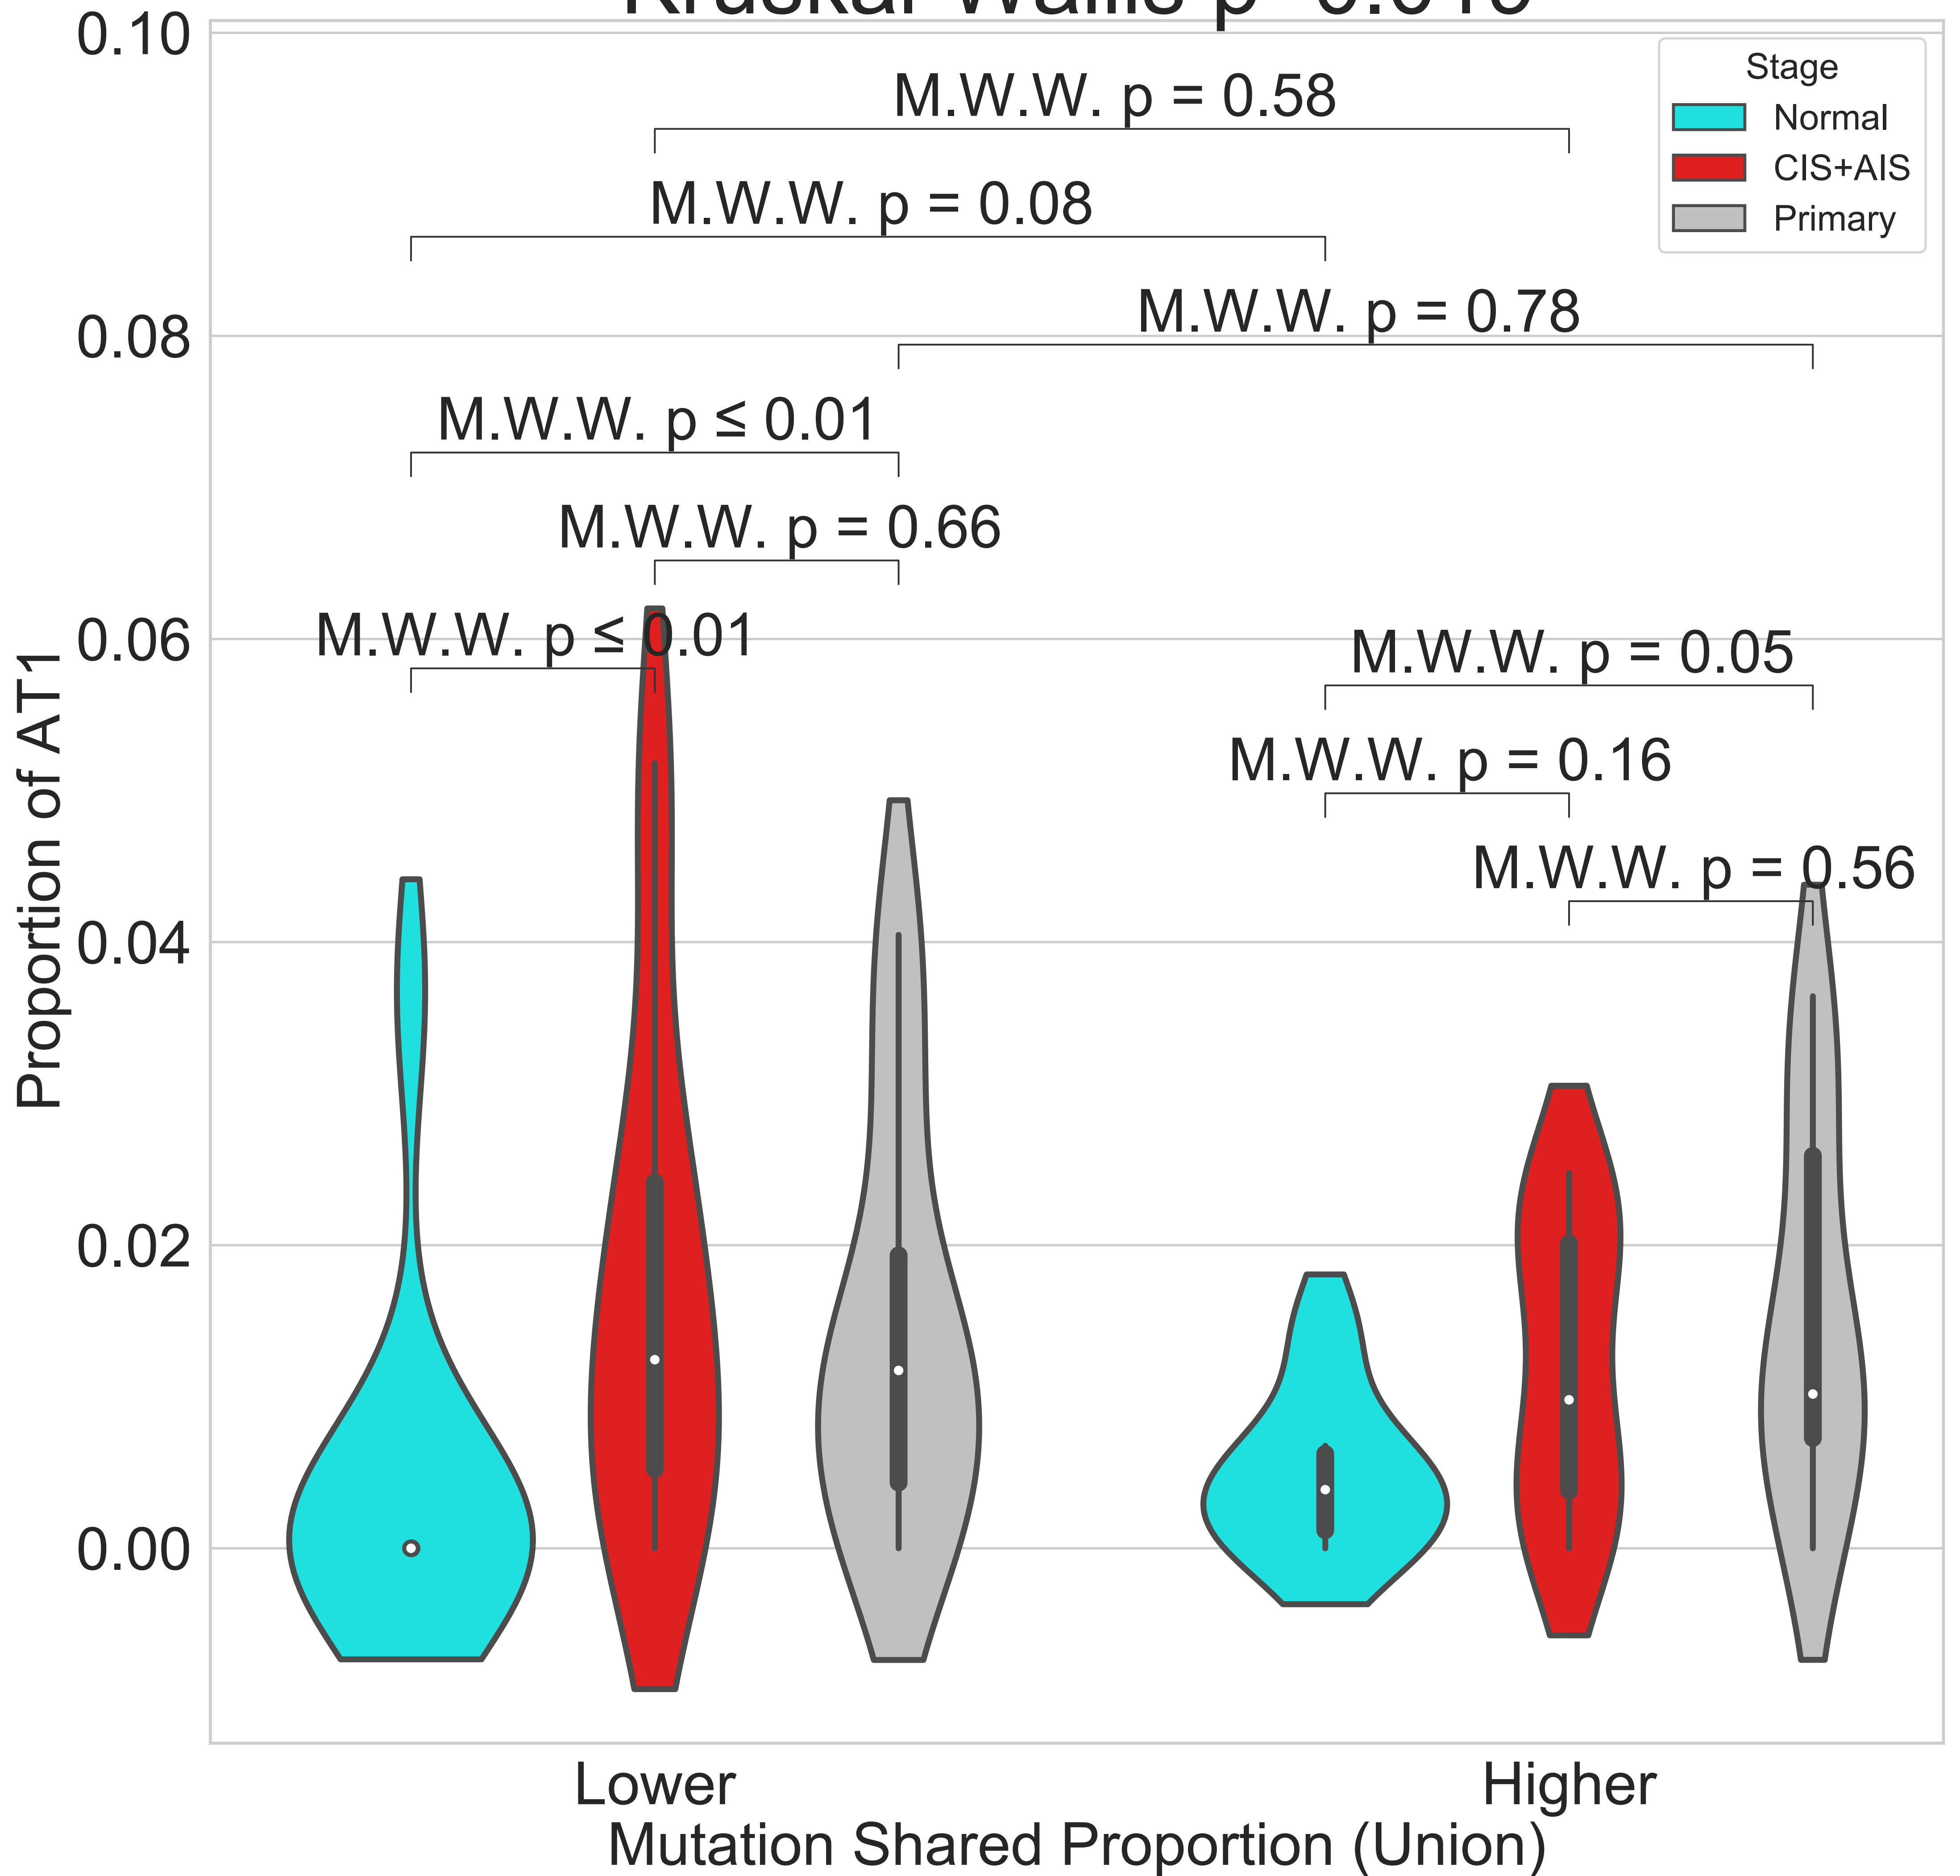 0.10
M.W.W. p = 0.58
Stage
Normal
CIS+AIS
Primary
M.W.W. p = 0.08
M.W.W. p = 0.78
0.08
M.W.W. p ≤ 0.01
M.W.W. p = 0.66
M.W.W. p ≤ 0.01
0.06
M.W.W. p = 0.05
M.W.W. p = 0.16
M.W.W. p = 0.56
Proportion of AT1
0.04
0.02
0.00
Lower
Higher
Mutation Shared Proportion (Union)